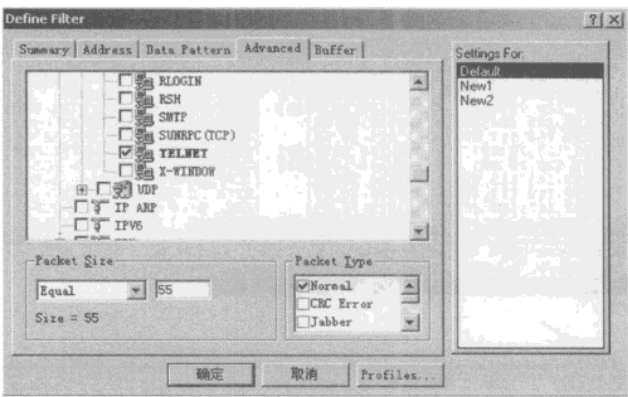 Define Filter
Summary Address Data Pattern Advanced Buffer
RLOGIN
RSH
SMTP
SUNRPC (TCP)
TELNET
X-WINDOW
UDP
IP ARP
IPV6
Packet Size
Equal 55
Size = 55
Packet Type
Normal
CRC Error
Jabber
Settings For:
Default
New1
New2
确定 取消 Profiles...